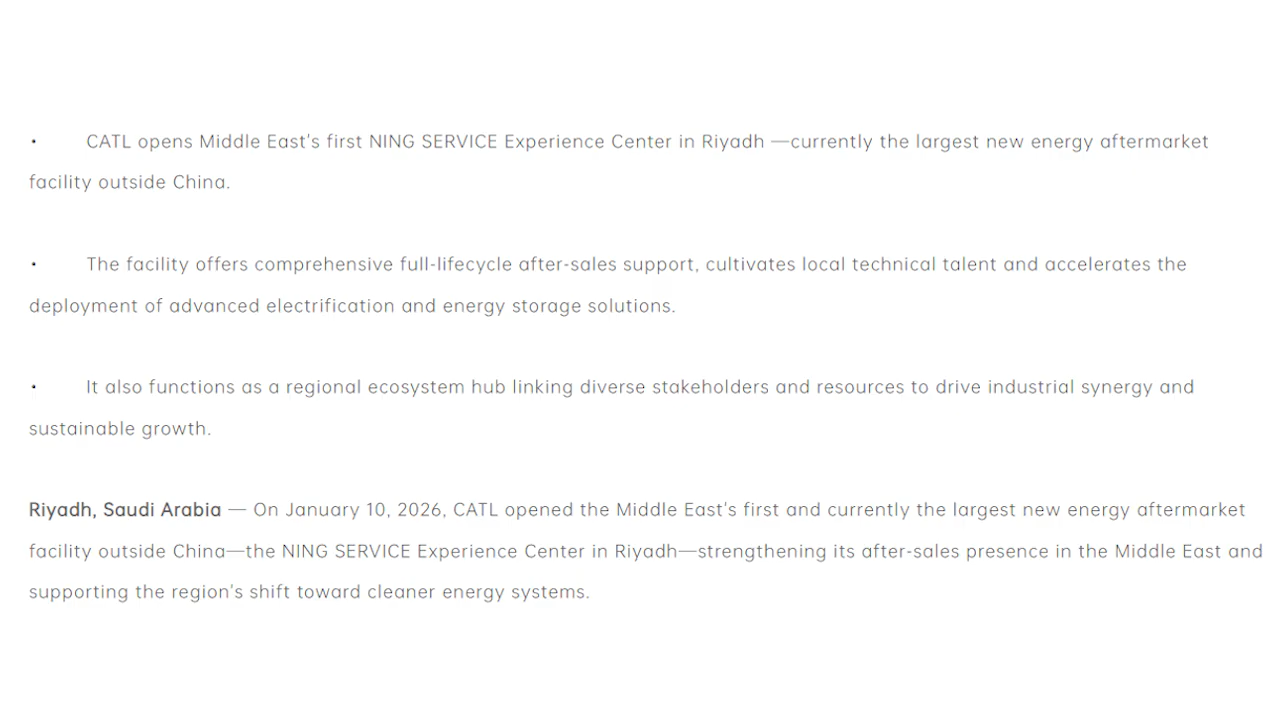 · CATL opens Middle East's first NING SERVICE Experience Center in Riyadh —currently the largest new energy aftermarket
facility outside China.
· The facility offers comprehensive full-lifecycle after-sales support, cultivates local technical talent and accelerates the
deployment of advanced electrification and energy storage solutions.
· It also functions as a regional ecosystem hub linking diverse stakeholders and resources to drive industrial synergy and
sustainable growth.
Riyadh, Saudi Arabia — On January 10, 2026, CATL opened the Middle East's first and currently the largest new energy aftermarket
facility outside China—the NING SERVICE Experience Center in Riyadh—strengthening its after-sales presence in the Middle East and
supporting the region's shift toward cleaner energy systems.